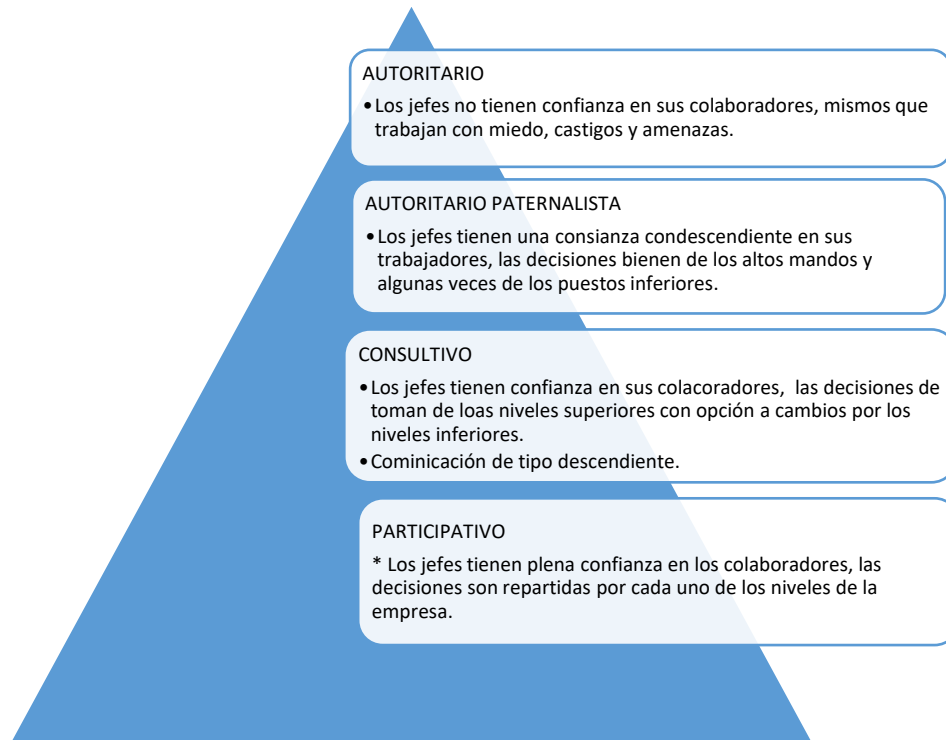 AUTORITARIO
•Los jefes no tienen confianza en sus colaboradores, mismos que
trabajan con miedo, castigos y amenazas.
AUTORITARIO PATERNALISTA
•Los jefes tienen una consianza condescendiente en sus
trabajadores, las decisiones bienen de los altos mandos y
algunas veces de los puestos inferiores.
CONSULTIVO
•Los jefes tienen confianza en sus colacoradores, las decisiones de
toman de loas niveles superiores con opción a cambios por los
niveles inferiores.
•Cominicación de tipo descendiente.
PARTICIPATIVO
* Los jefes tienen plena confianza en los colaboradores, las
decisiones son repartidas por cada uno de los niveles de la
empresa.